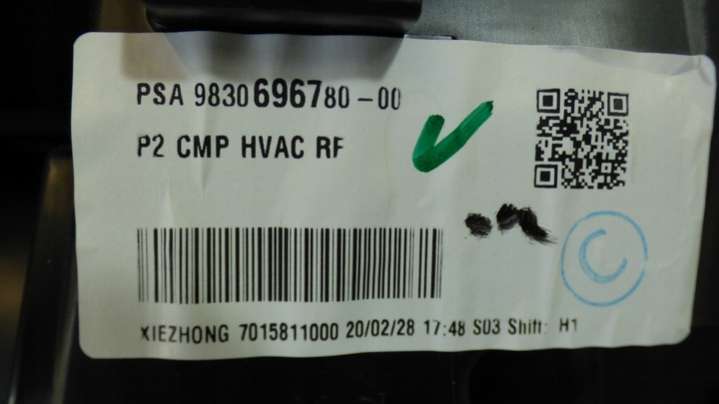 PSA 9830696780-00
P2 CMP HVAC RF
C
XIEZHONG 7015811000 20/02/28 17:48 S03 Shift: H1